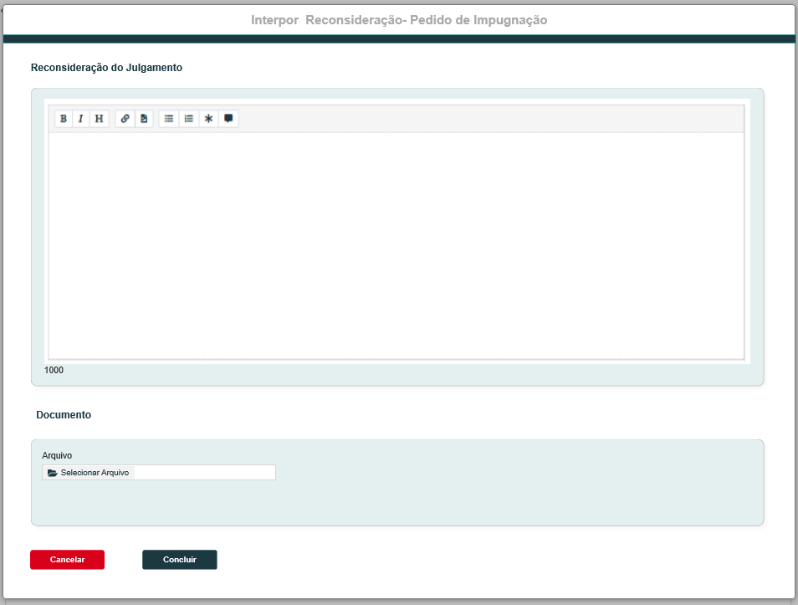 Interpor Reconsideração- Pedido de Impugnação
Reconsideração do Julgamento
B I H
1000
Documento
Arquivo
Selecionar Arquivo
Cancelar Concluir